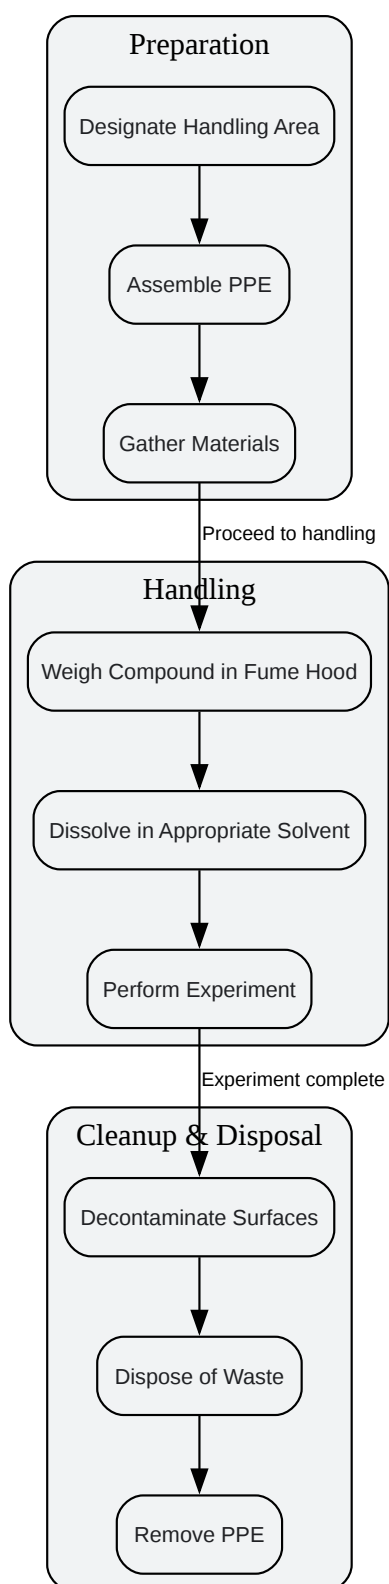 Preparation
Designate Handling Area
Assemble PPE
Gather Materials
Proceed to handling
Handling
Weigh Compound in Fume Hood
Dissolve in Appropriate Solvent
Perform Experiment
Experiment complete
Cleanup & Disposal
Decontaminate Surfaces
Dispose of Waste
Remove PPE